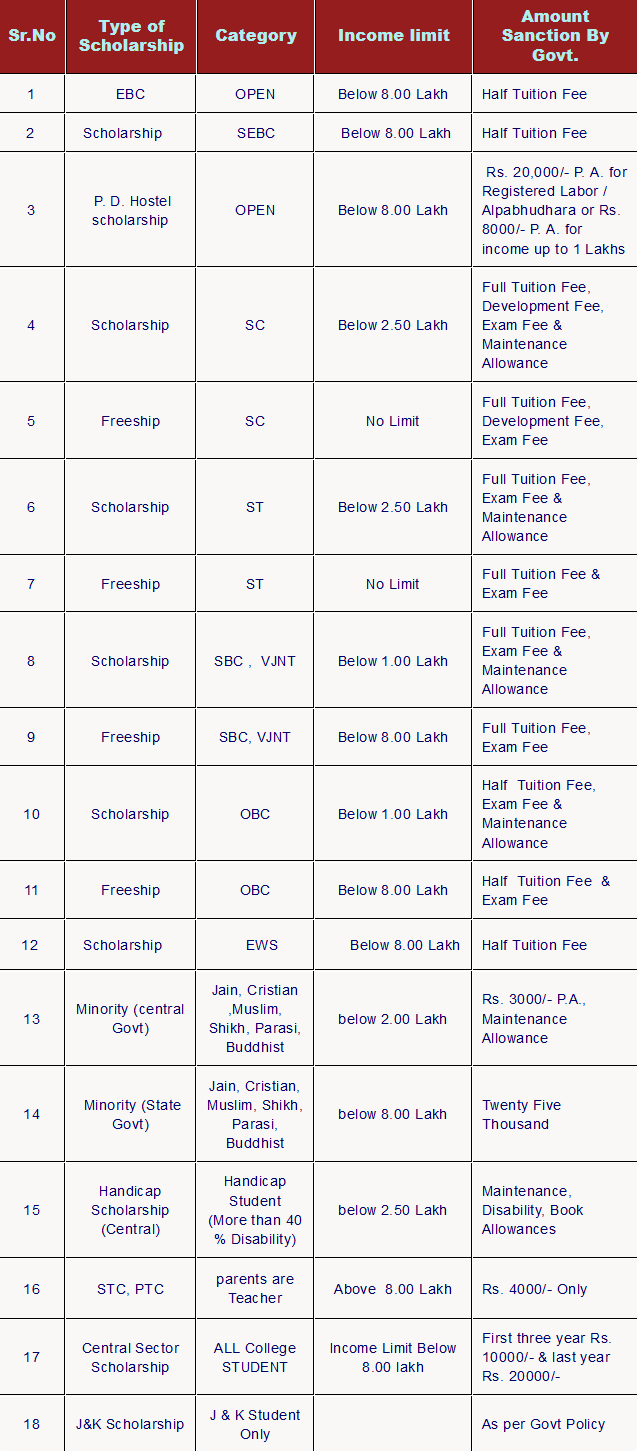 Sr.No
Type of
Scholarship
Category
Income limit
Amount
Sanction By
Govt.
1
EBC
OPEN
Below 8.00 Lakh
Half Tuition Fee
2
Scholarship
SEBC
Below 8.00 Lakh
Half Tuition Fee
3
P. D. Hostel
scholarship
OPEN
Below 8.00 Lakh
Rs. 20,000/- P. A. for
Registered Labor /
Alpabhudhara or Rs.
8000/- P. A. for
income up to 1 Lakhs
4
Scholarship
SC
Below 2.50 Lakh
Full Tuition Fee,
Development Fee,
Exam Fee &
Maintenance
Allowance
5
Freeship
SC
No Limit
Full Tuition Fee,
Development Fee,
Exam Fee
6
Scholarship
ST
Below 2.50 Lakh
Full Tuition Fee,
Exam Fee &
Maintenance
Allowance
7
Freeship
ST
No Limit
Full Tuition Fee &
Exam Fee
8
Scholarship
SBC , VJNT
Below 1.00 Lakh
Full Tuition Fee,
Exam Fee &
Maintenance
Allowance
9
Freeship
SBC, VJNT
Below 8.00 Lakh
Full Tuition Fee,
Exam Fee
10
Scholarship
OBC
Below 1.00 Lakh
Half Tuition Fee,
Exam Fee &
Maintenance
Allowance
11
Freeship
OBC
Below 8.00 Lakh
Half Tuition Fee &
Exam Fee
12
Scholarship
EWS
Below 8.00 Lakh
Half Tuition Fee
13
Minority (central
Govt)
Jain, Cristian
,Muslim,
Shikh, Parasi,
Buddhist
below 2.00 Lakh
Rs. 3000/- P.A.,
Maintenance
Allowance
14
Minority (State
Govt)
Jain, Cristian,
Muslim, Shikh,
Parasi,
Buddhist
below 8.00 Lakh
Twenty Five
Thousand
15
Handicap
Scholarship
(Central)
Handicap
Student
(More than 40
% Disability)
below 2.50 Lakh
Maintenance,
Disability, Book
Allowances
16
STC, PTC
parents are
Teacher
Above 8.00 Lakh
Rs. 4000/- Only
17
Central Sector
Scholarship
ALL College
STUDENT
Income Limit Below
8.00 lakh
First three year Rs.
10000/- & last year
Rs. 20000/-
18
J&K Scholarship
J & K Student
Only
As per Govt Policy